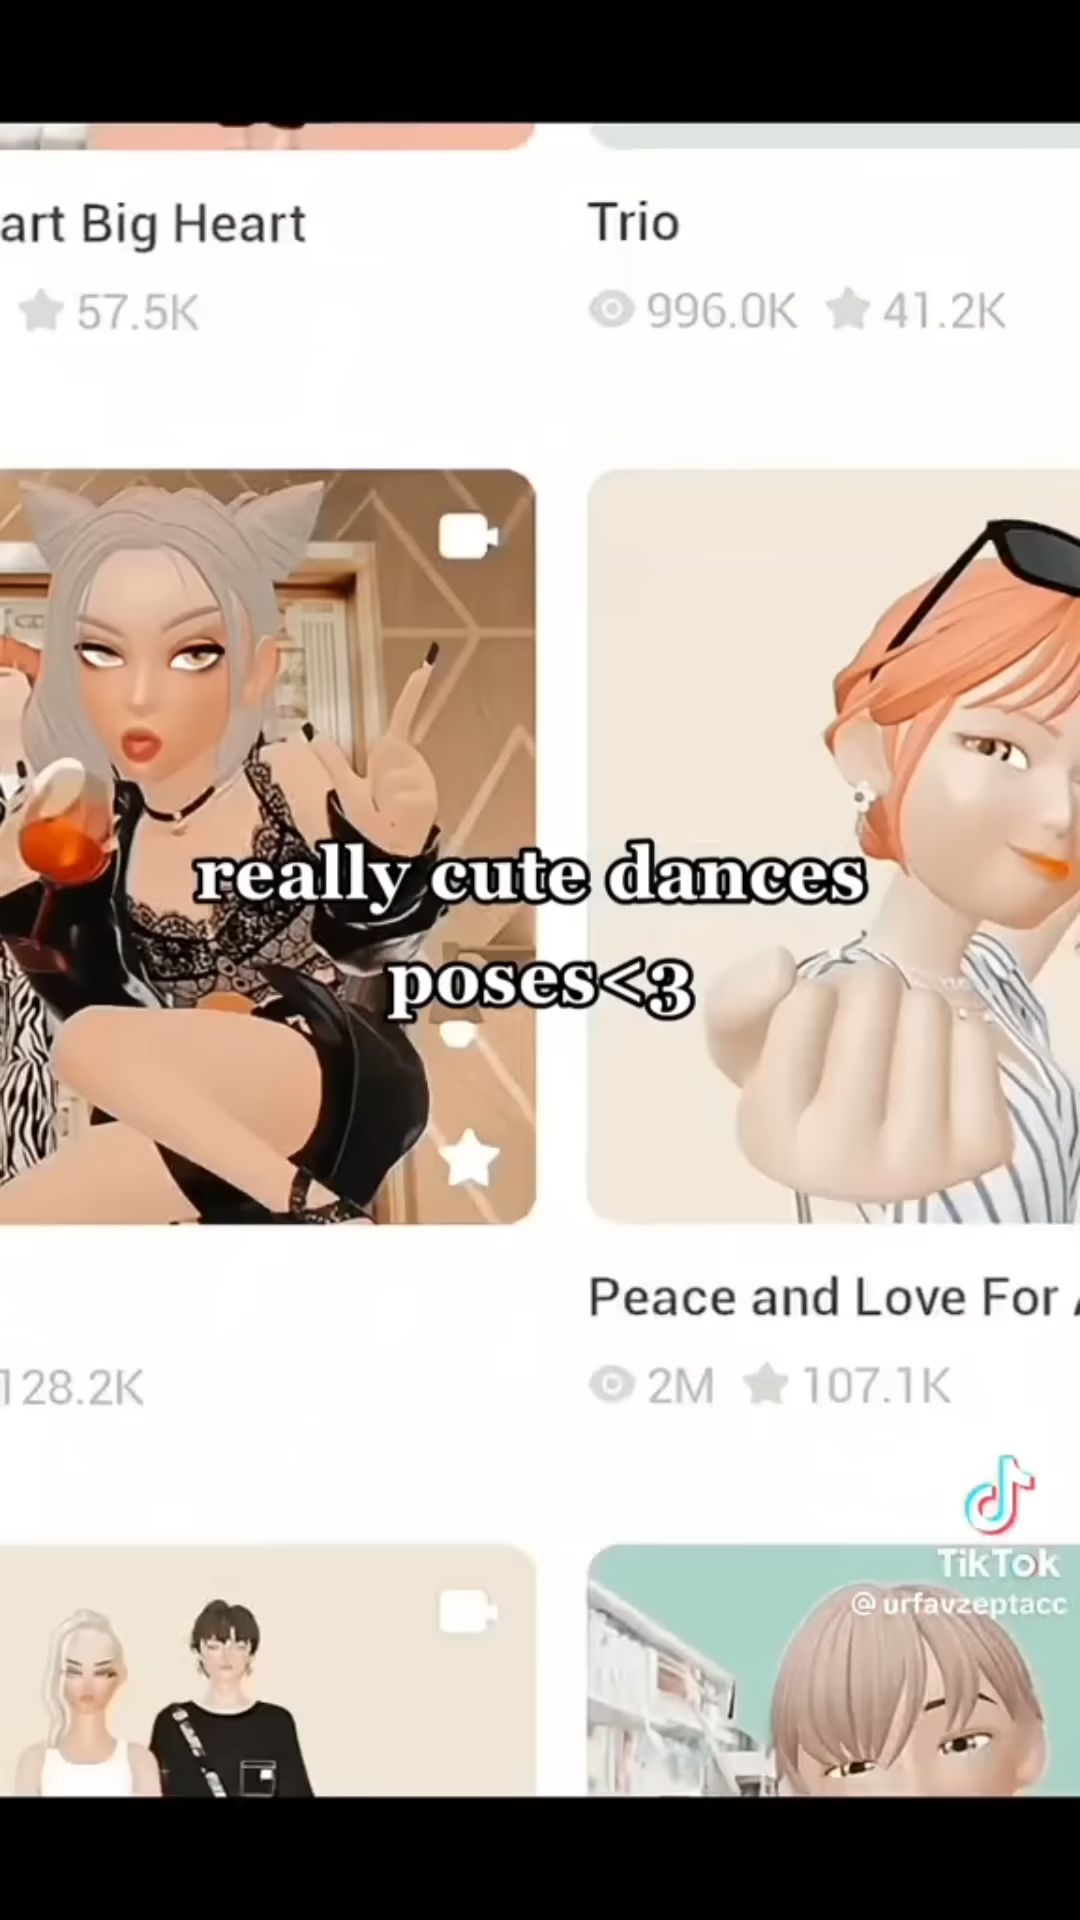 art Big Heart
Trio
57.5K
996.0K 41.2K
really cute dances
poses<3
Peace and Love For
128.2K
2M 107.1K
TikTok
@urfavzeptacc